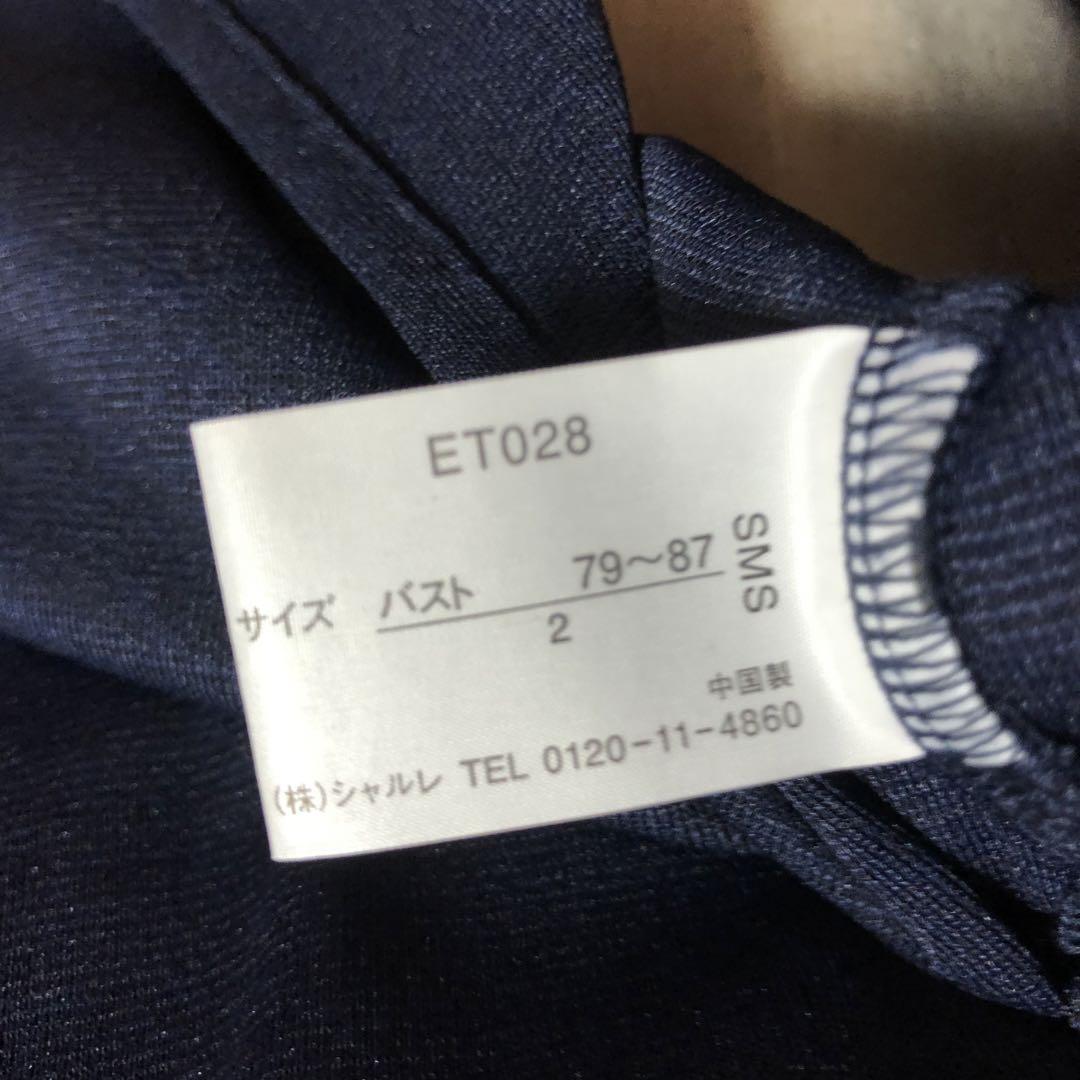 ET028
サイズ バスト 79～87
2
SMS
中国製
(株)シャルレ TEL 0120-11-4860